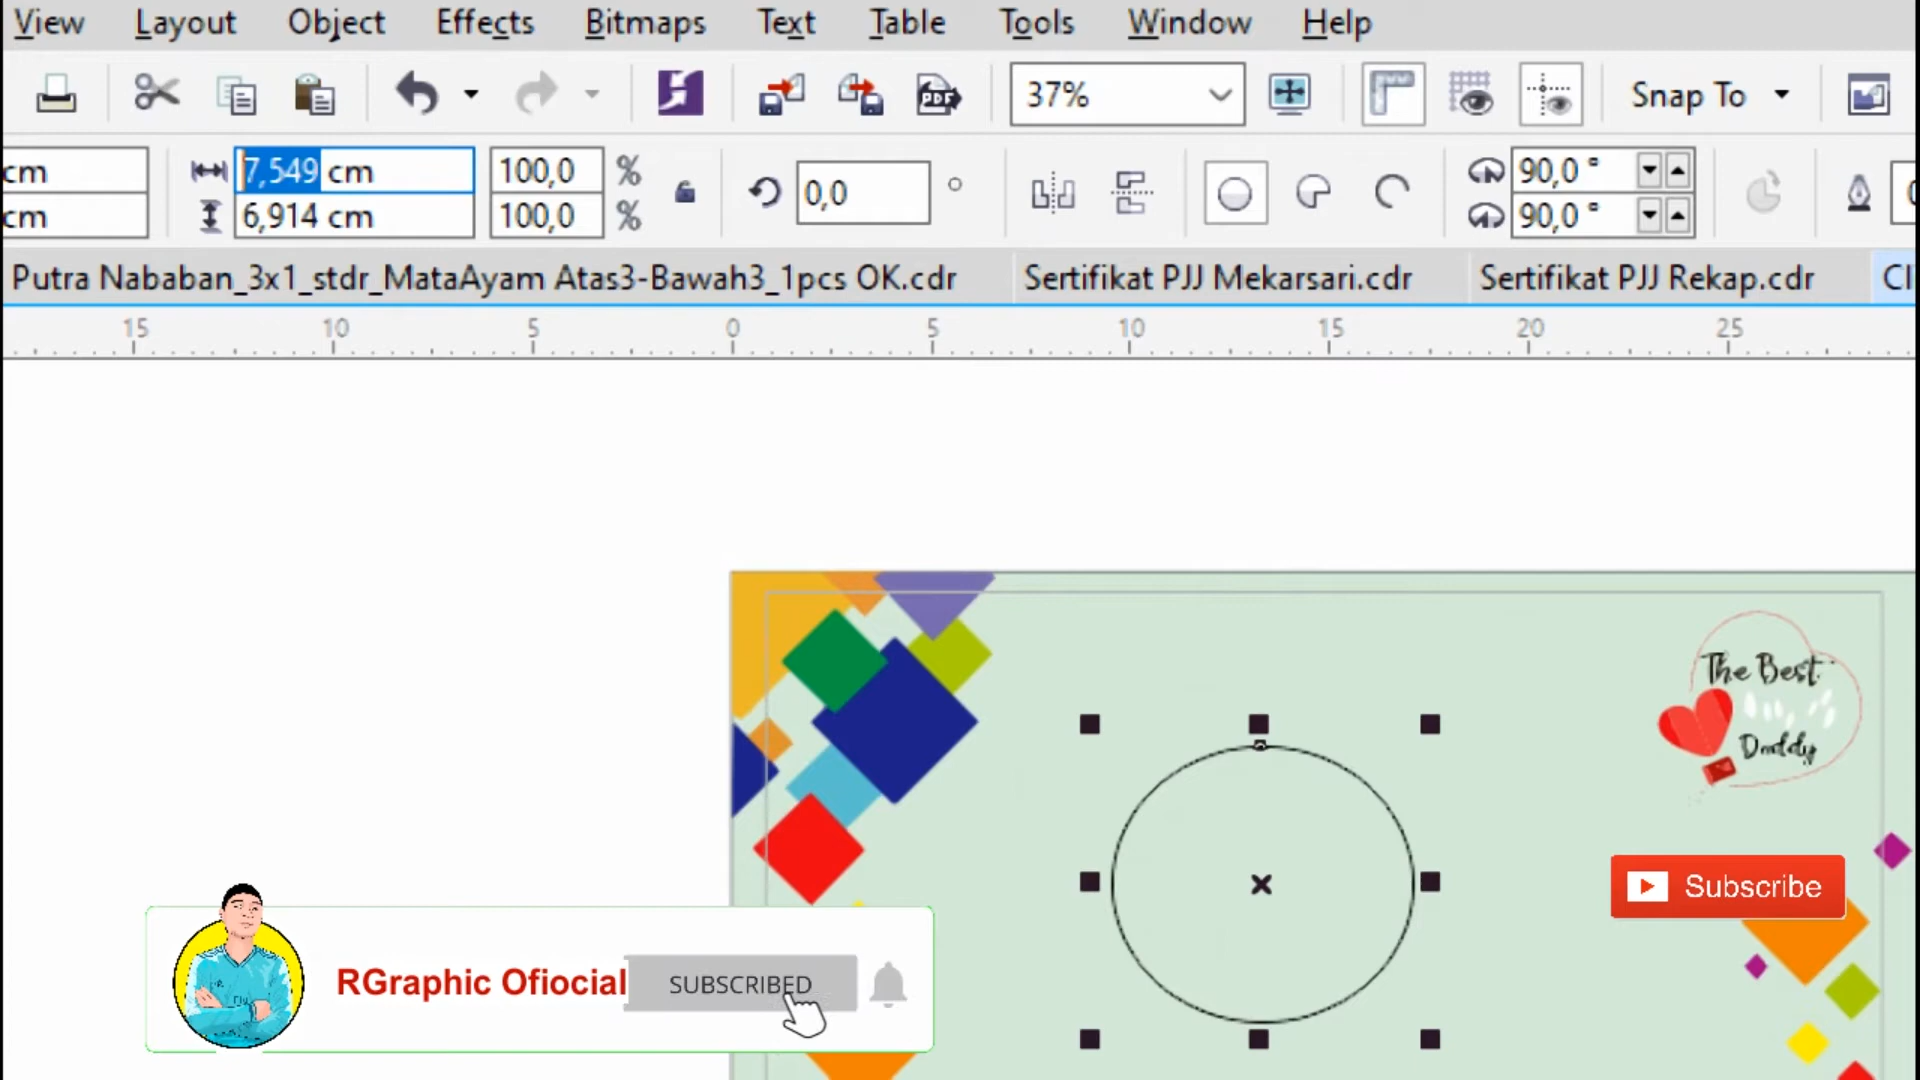 View Layout Object Effects Bitmaps Text Table Tools Window Help
PDF 37% Snap To
cm 7,549 cm 100,0 % 0,0 ° 90,0 °
cm 6,914 cm 100,0 % 90,0 °
Putra Nababan_3x1_stdr_MataAyam Atas3-Bawah3_1pcs OK.cdr Sertifikat PJJ Mekarsari.cdr Sertifikat PJJ Rekap.cdr
15 10 5 0 5 10 15 20 25
The Best
Daddy
Subscribe
RGraphic Ofiocial SUBSCRIBED